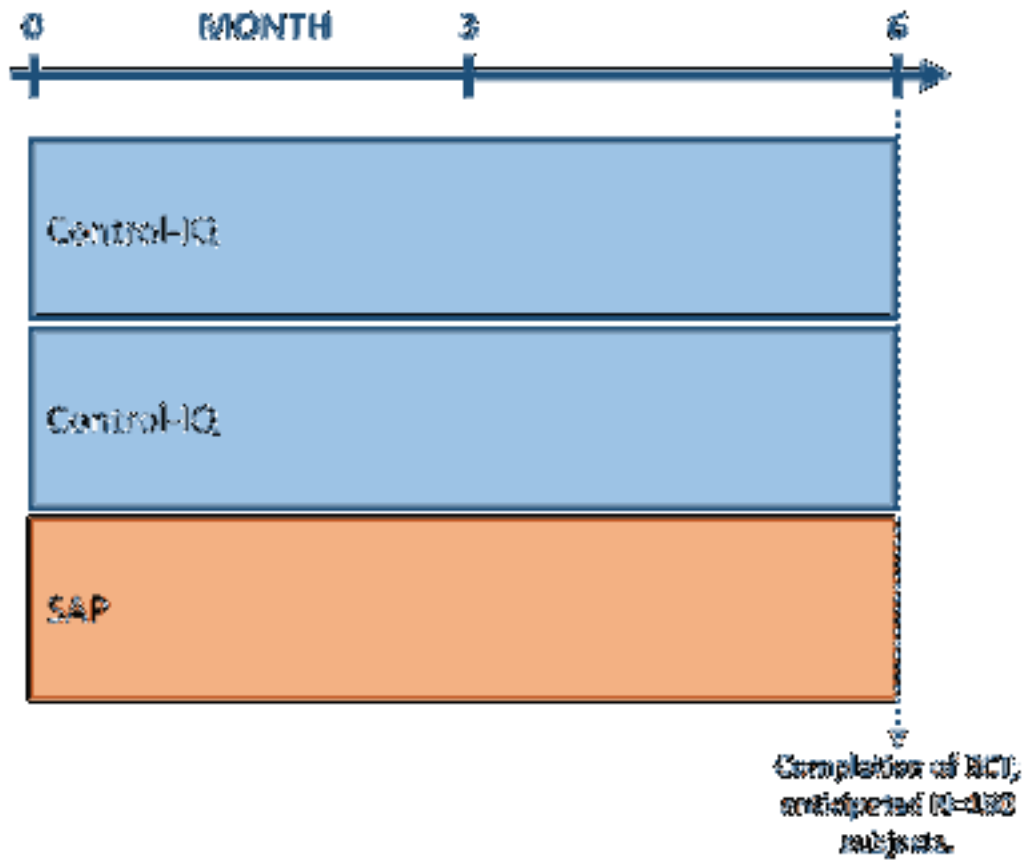 0 MONTH 3 6
Control-IQ
Control-IQ
SAP
Completion of RCT,
anticipated
subjects.